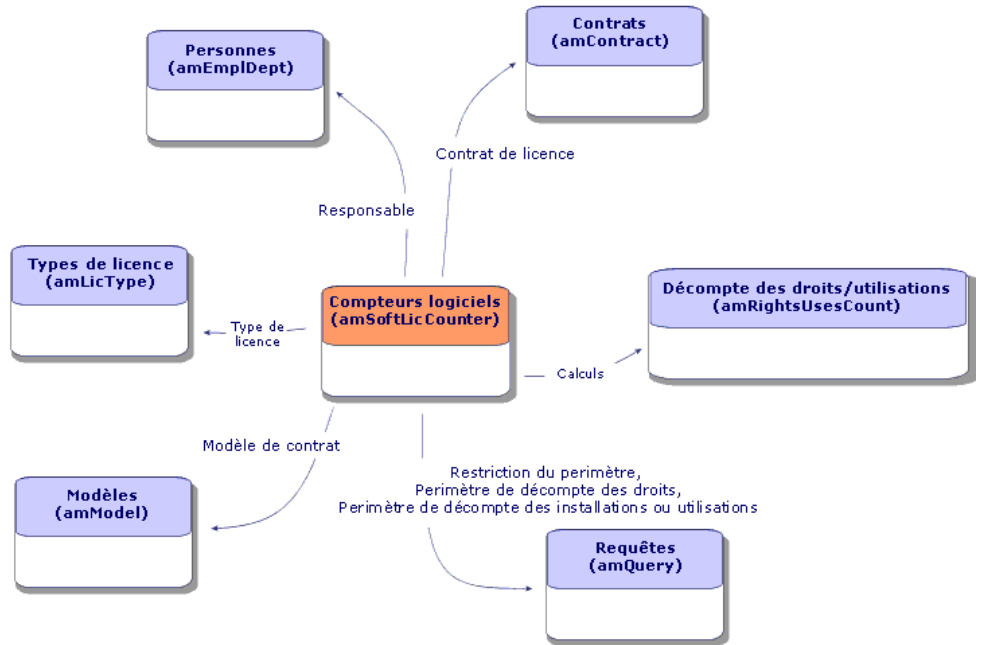 Contrats
(amContract)
Personnes
(amEmplDept)
Contrat de licence
Responsable
Types de licence
(amLicType)
Compteurs logiciels
(amSoftLicCounter)
Décompte des droits/utilisations
(amRightsUsesCount)
Type de
licence
Calculs
Modèle de contrat
Restriction du perimètre,
Perimètre de décompte des droits,
Perimètre de décompte des installations ou utilisations
Modèles
(amModel)
Requêtes
(amQuery)